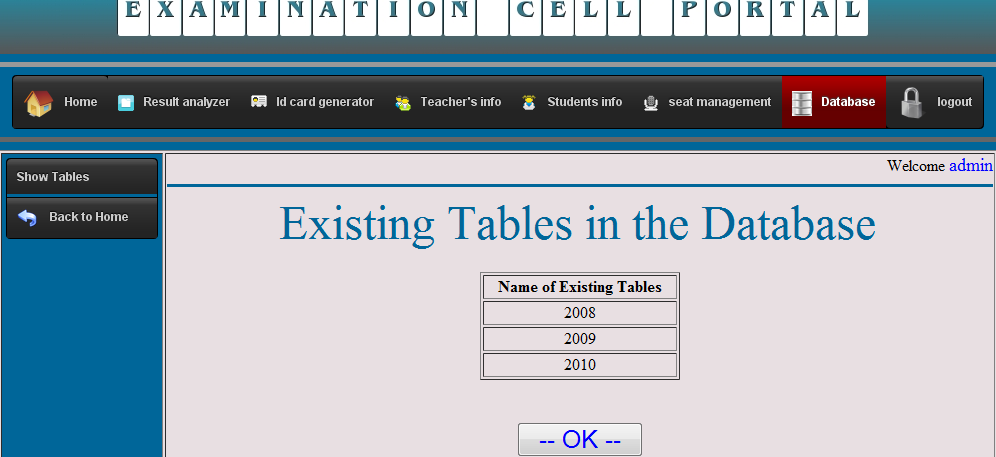 EXAMINATION CELL PORTAL
Home Result analyzer Id card generator Teacher's info Students info seat management Database logout
Show Tables
Back to Home
Welcome admin
Existing Tables in the Database
Name of Existing Tables
2008
2009
2010
-- OK --